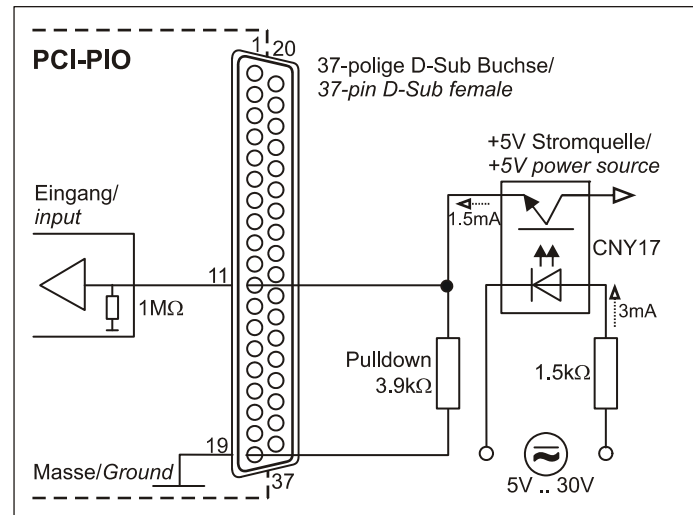 PCI-PIO
1 20
37-polige D-Sub Buchse/
37-pin D-Sub female
+5V Stromquelle/
+5V power source
Eingang/
input
1.5mA
CNY17
11
1MΩ
3mA
Pulldown
3.9kΩ
1.5kΩ
19
Masse/Ground
37
5V .. 30V